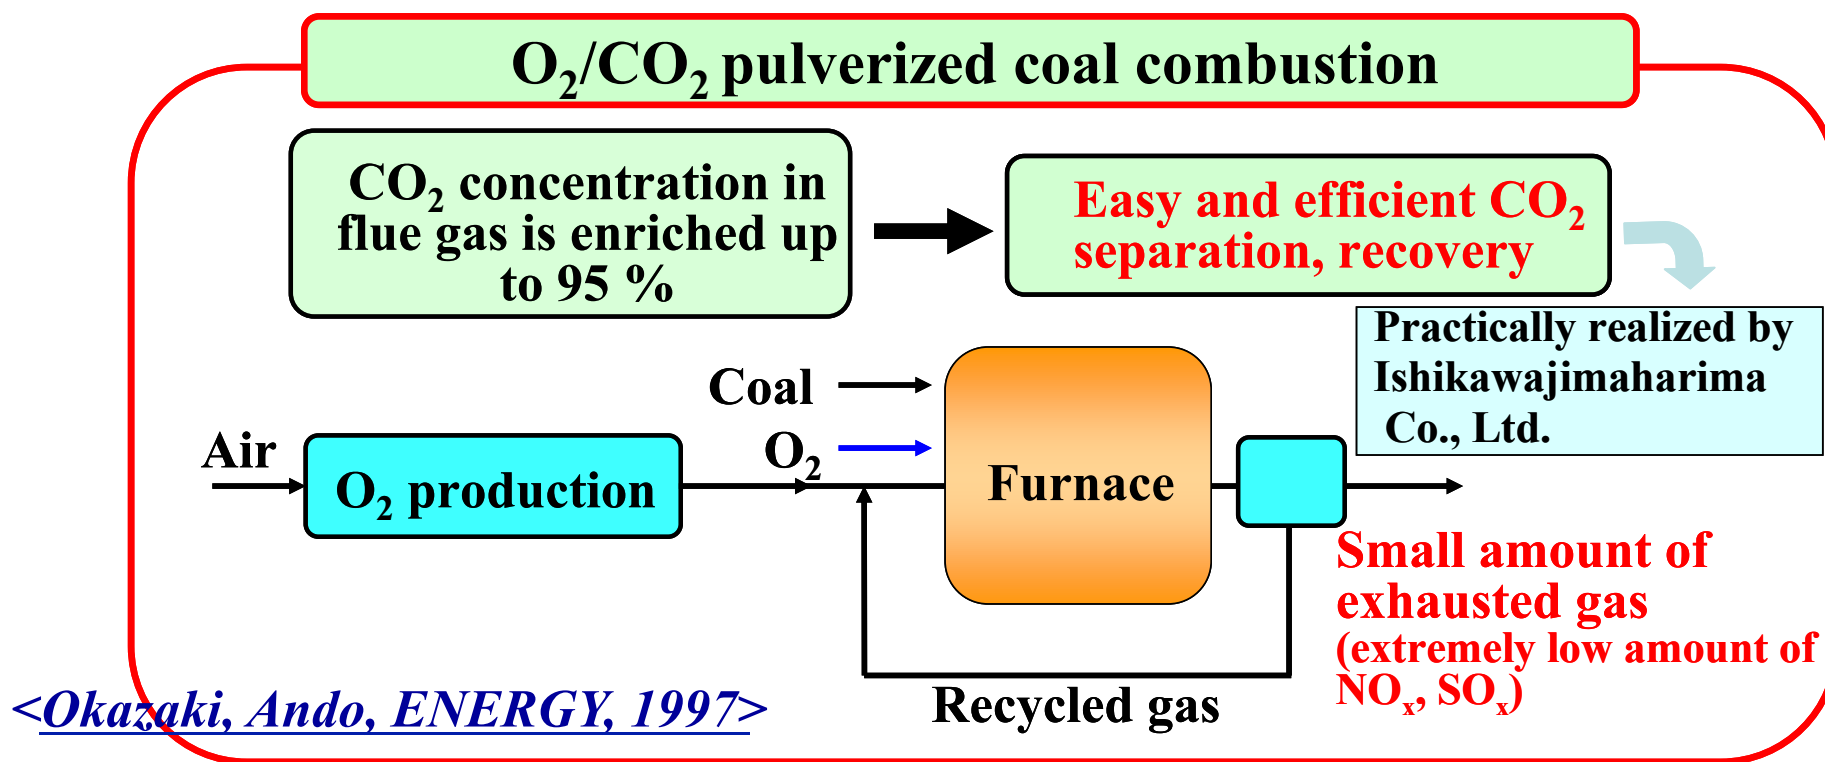 O₂/CO₂ pulverized coal combustion
CO₂ concentration in
flue gas is enriched up
to 95 %
Easy and efficient CO₂
separation, recovery
Practically realized by
Ishikawajimaharima
Co., Ltd.
Coal
O₂
Air
O₂ production
Furnace
Small amount of
exhausted gas
(extremely low amount of
NOₓ, SOₓ)
Recycled gas
<Okazaki, Ando, ENERGY, 1997>